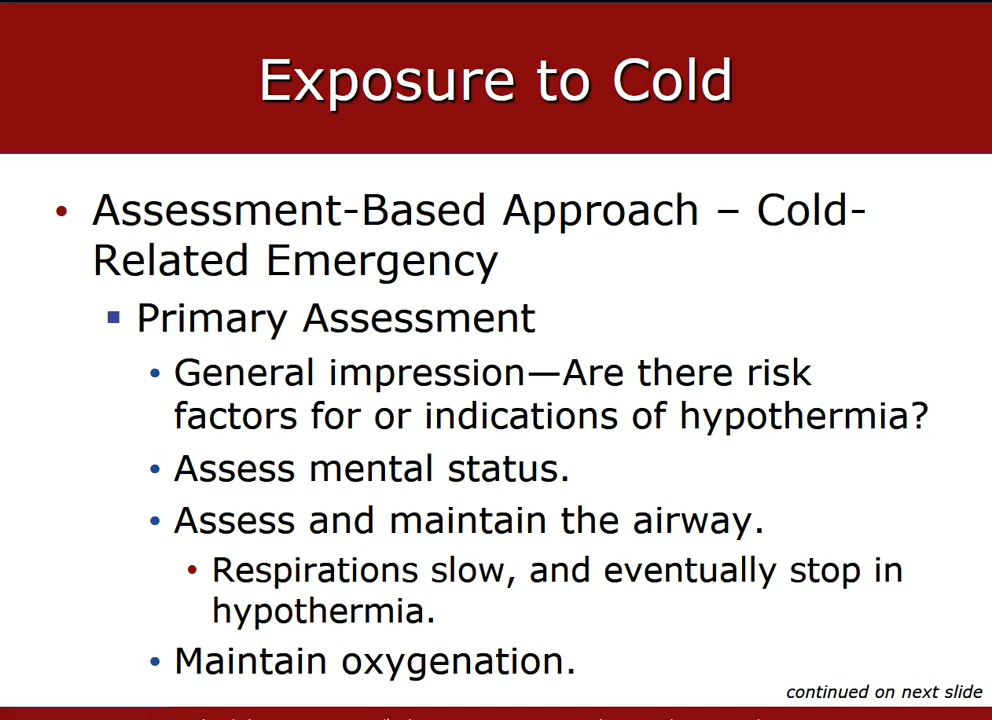 Exposure to Cold
• Assessment-Based Approach – Cold-
Related Emergency
▪ Primary Assessment
• General impression—Are there risk
factors for or indications of hypothermia?
• Assess mental status.
• Assess and maintain the airway.
• Respirations slow, and eventually stop in
hypothermia.
• Maintain oxygenation.
continued on next slide